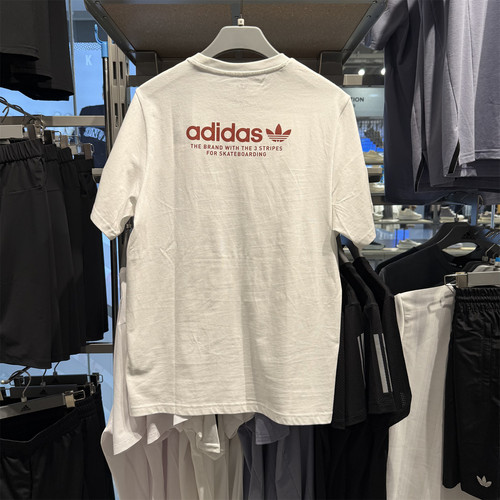 adidas
THE BRAND WITH THE 3 STRIPES
FOR SKATEBOARDING